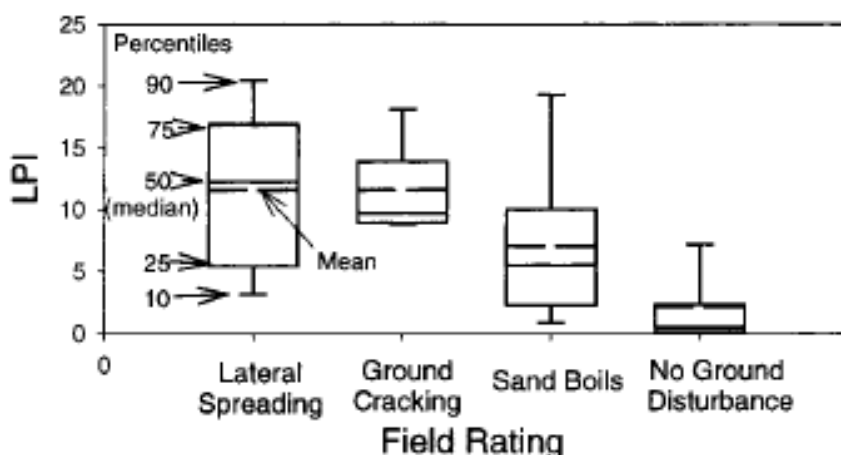 25
Percentiles
90
20
75
15
50
(median)
10
Mean
25
5
10
0
0
LPI
Lateral
Spreading
Ground
Cracking
Sand Boils
No Ground
Disturbance
Field Rating